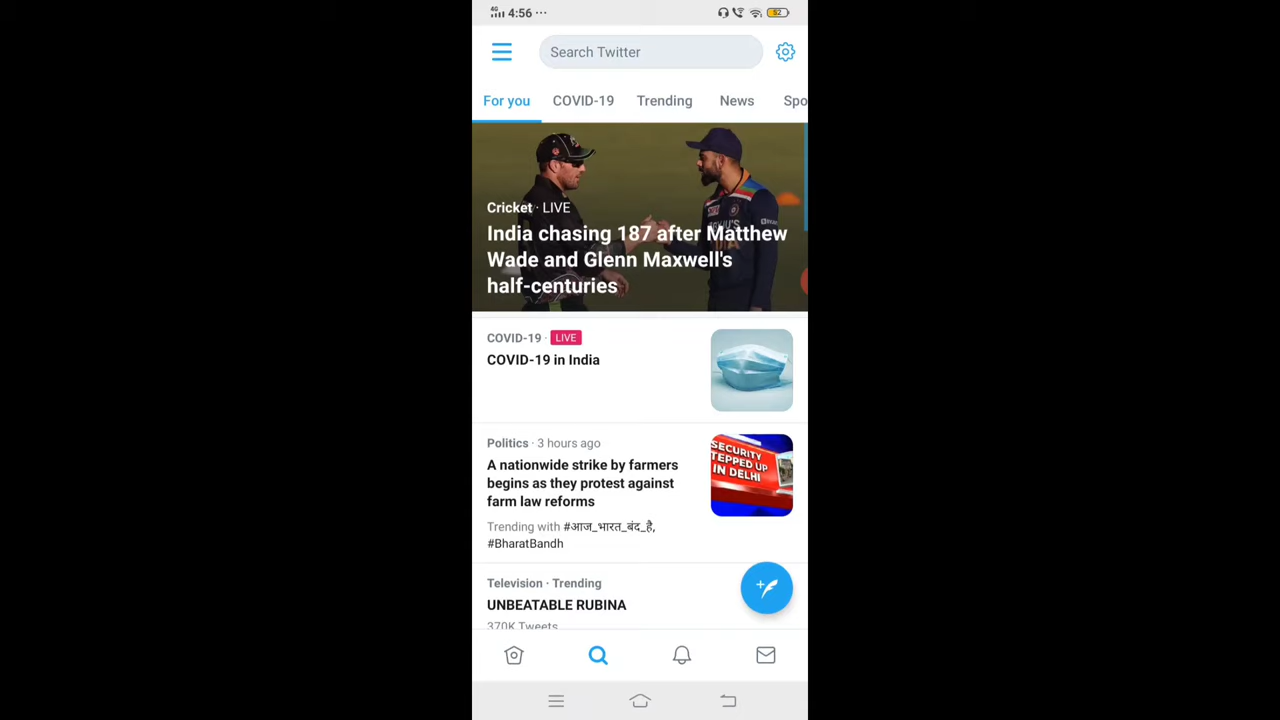 4G 4:56 ··· 52
Search Twitter
For you COVID-19 Trending News Spo
Cricket · LIVE
India chasing 187 after Matthew
Wade and Glenn Maxwell's
half-centuries
COVID-19 · LIVE
COVID-19 in India
Politics · 3 hours ago
A nationwide strike by farmers
begins as they protest against
farm law reforms
Trending with #आज_भारत_बंद_है,
#BharatBandh
SECURITY
TEPPED UP
IN DELHI
Television · Trending
UNBEATABLE RUBINA
370K Tweets